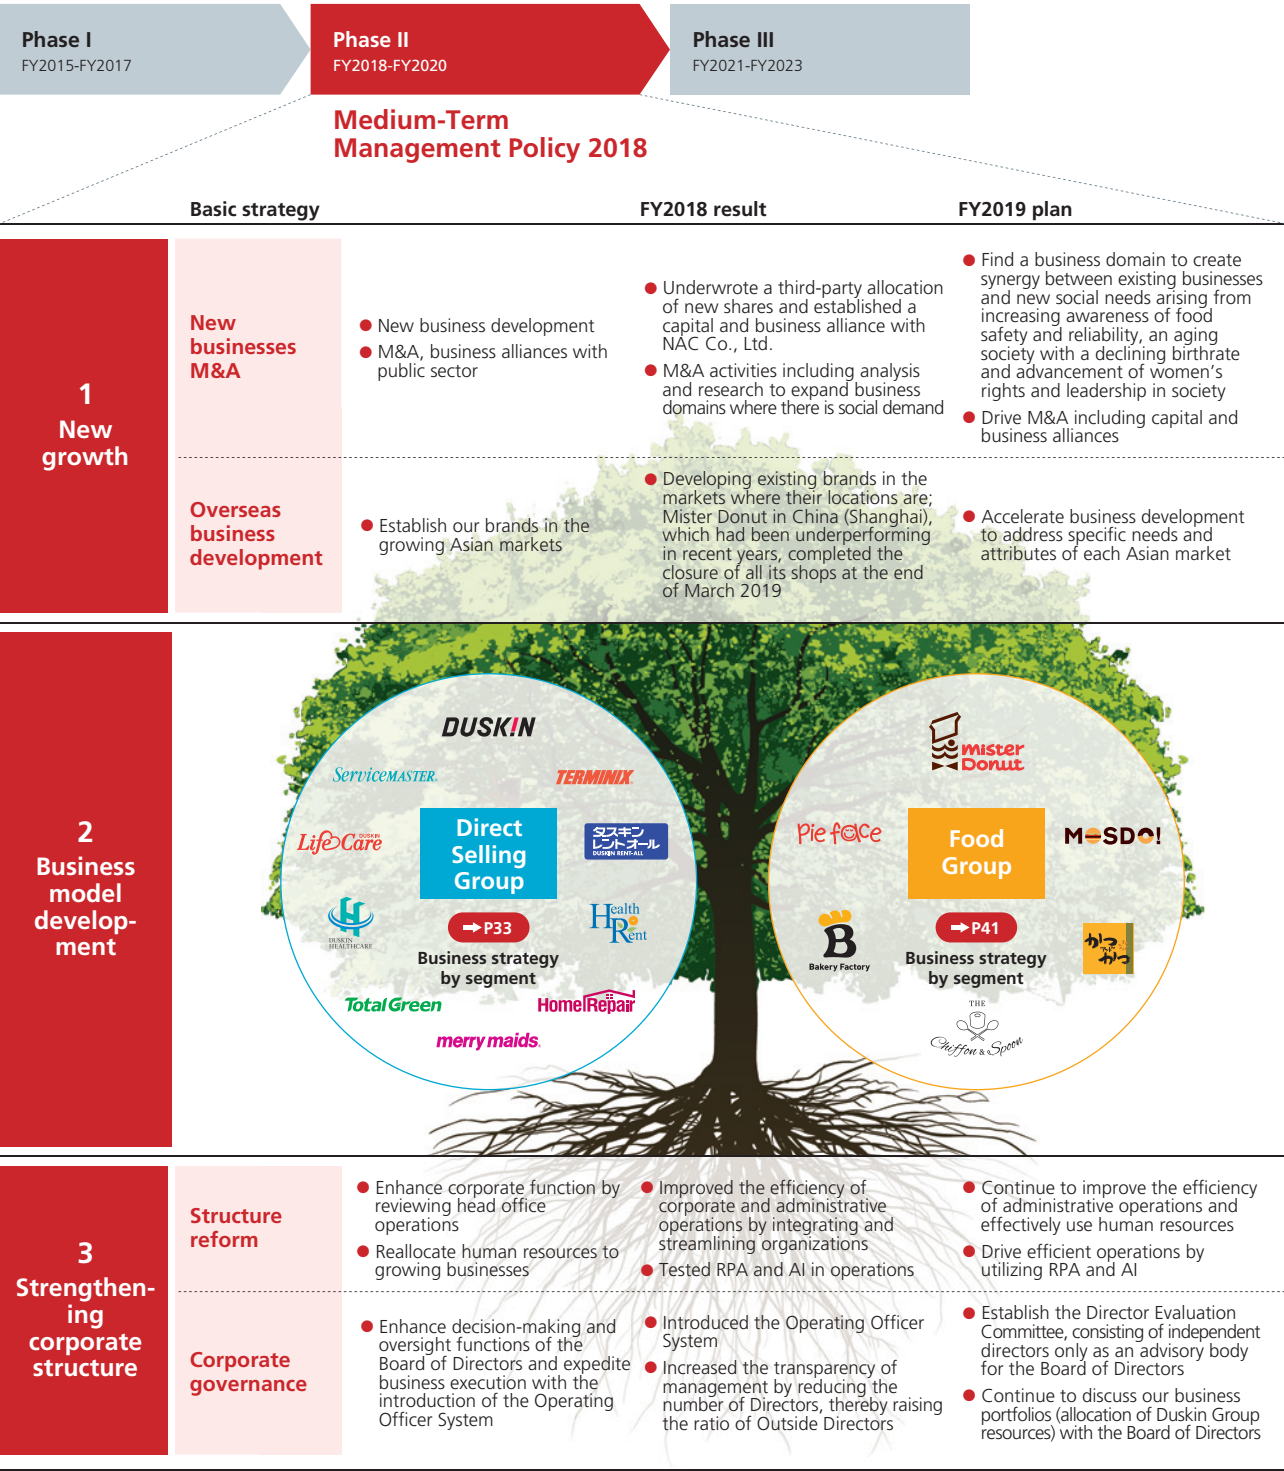 Phase I
FY2015-FY2017
Phase II
FY2018-FY2020
Phase III
FY2021-FY2023
Medium-Term
Management Policy 2018
Basic strategy
FY2018 result
FY2019 plan
1
New
growth
New
businesses
M&A
● New business development
● M&A, business alliances with
public sector
● Underwrote a third-party allocation
of new shares and established a
capital and business alliance with
NAC Co., Ltd.
● M&A activities including analysis
and research to expand business
domains where there is social demand
● Find a business domain to create
synergy between existing businesses
and new social needs arising from
increasing awareness of food
safety and reliability, an aging
society with a declining birthrate
and advancement of women's
rights and leadership in society
● Drive M&A including capital and
business alliances
Overseas
business
development
● Establish our brands in the
growing Asian markets
● Developing existing brands in the
markets where their locations are;
Mister Donut in China (Shanghai),
which had been underperforming
in recent years, completed the
closure of all its shops at the end
of March 2019
● Accelerate business development
to address specific needs and
attributes of each Asian market
2
Business
model
develop-
ment
DUSKIN
ServiceMASTER.
TERMINIX
DUSKIN
LifeCare
Direct
Selling
Group
ダスキン
レントオール
DUSKIN RENT-ALL
DUSKIN
HEALTHCARE
➡P33
Health
Rent
Business strategy
by segment
Total Green
HomeRepair
merry maids.
mister
Donut
Pie face
Food
Group
MOSDO!
B
Bakery Factory
➡P41
かつ
アンド
かつ
Business strategy
by segment
THE
Chiffon & Spoon
3
Strengthen-
ing
corporate
structure
Structure
reform
● Enhance corporate function by
reviewing head office
operations
● Reallocate human resources to
growing businesses
● Improved the efficiency of
corporate and administrative
operations by integrating and
streamlining organizations
● Tested RPA and AI in operations
● Continue to improve the efficiency
of administrative operations and
effectively use human resources
● Drive efficient operations by
utilizing RPA and AI
Corporate
governance
● Enhance decision-making and
oversight functions of the
Board of Directors and expedite
business execution with the
introduction of the Operating
Officer System
● Introduced the Operating Officer
System
● Increased the transparency of
management by reducing the
number of Directors, thereby raising
the ratio of Outside Directors
● Establish the Director Evaluation
Committee, consisting of independent
directors only as an advisory body
for the Board of Directors
● Continue to discuss our business
portfolios (allocation of Duskin Group
resources) with the Board of Directors